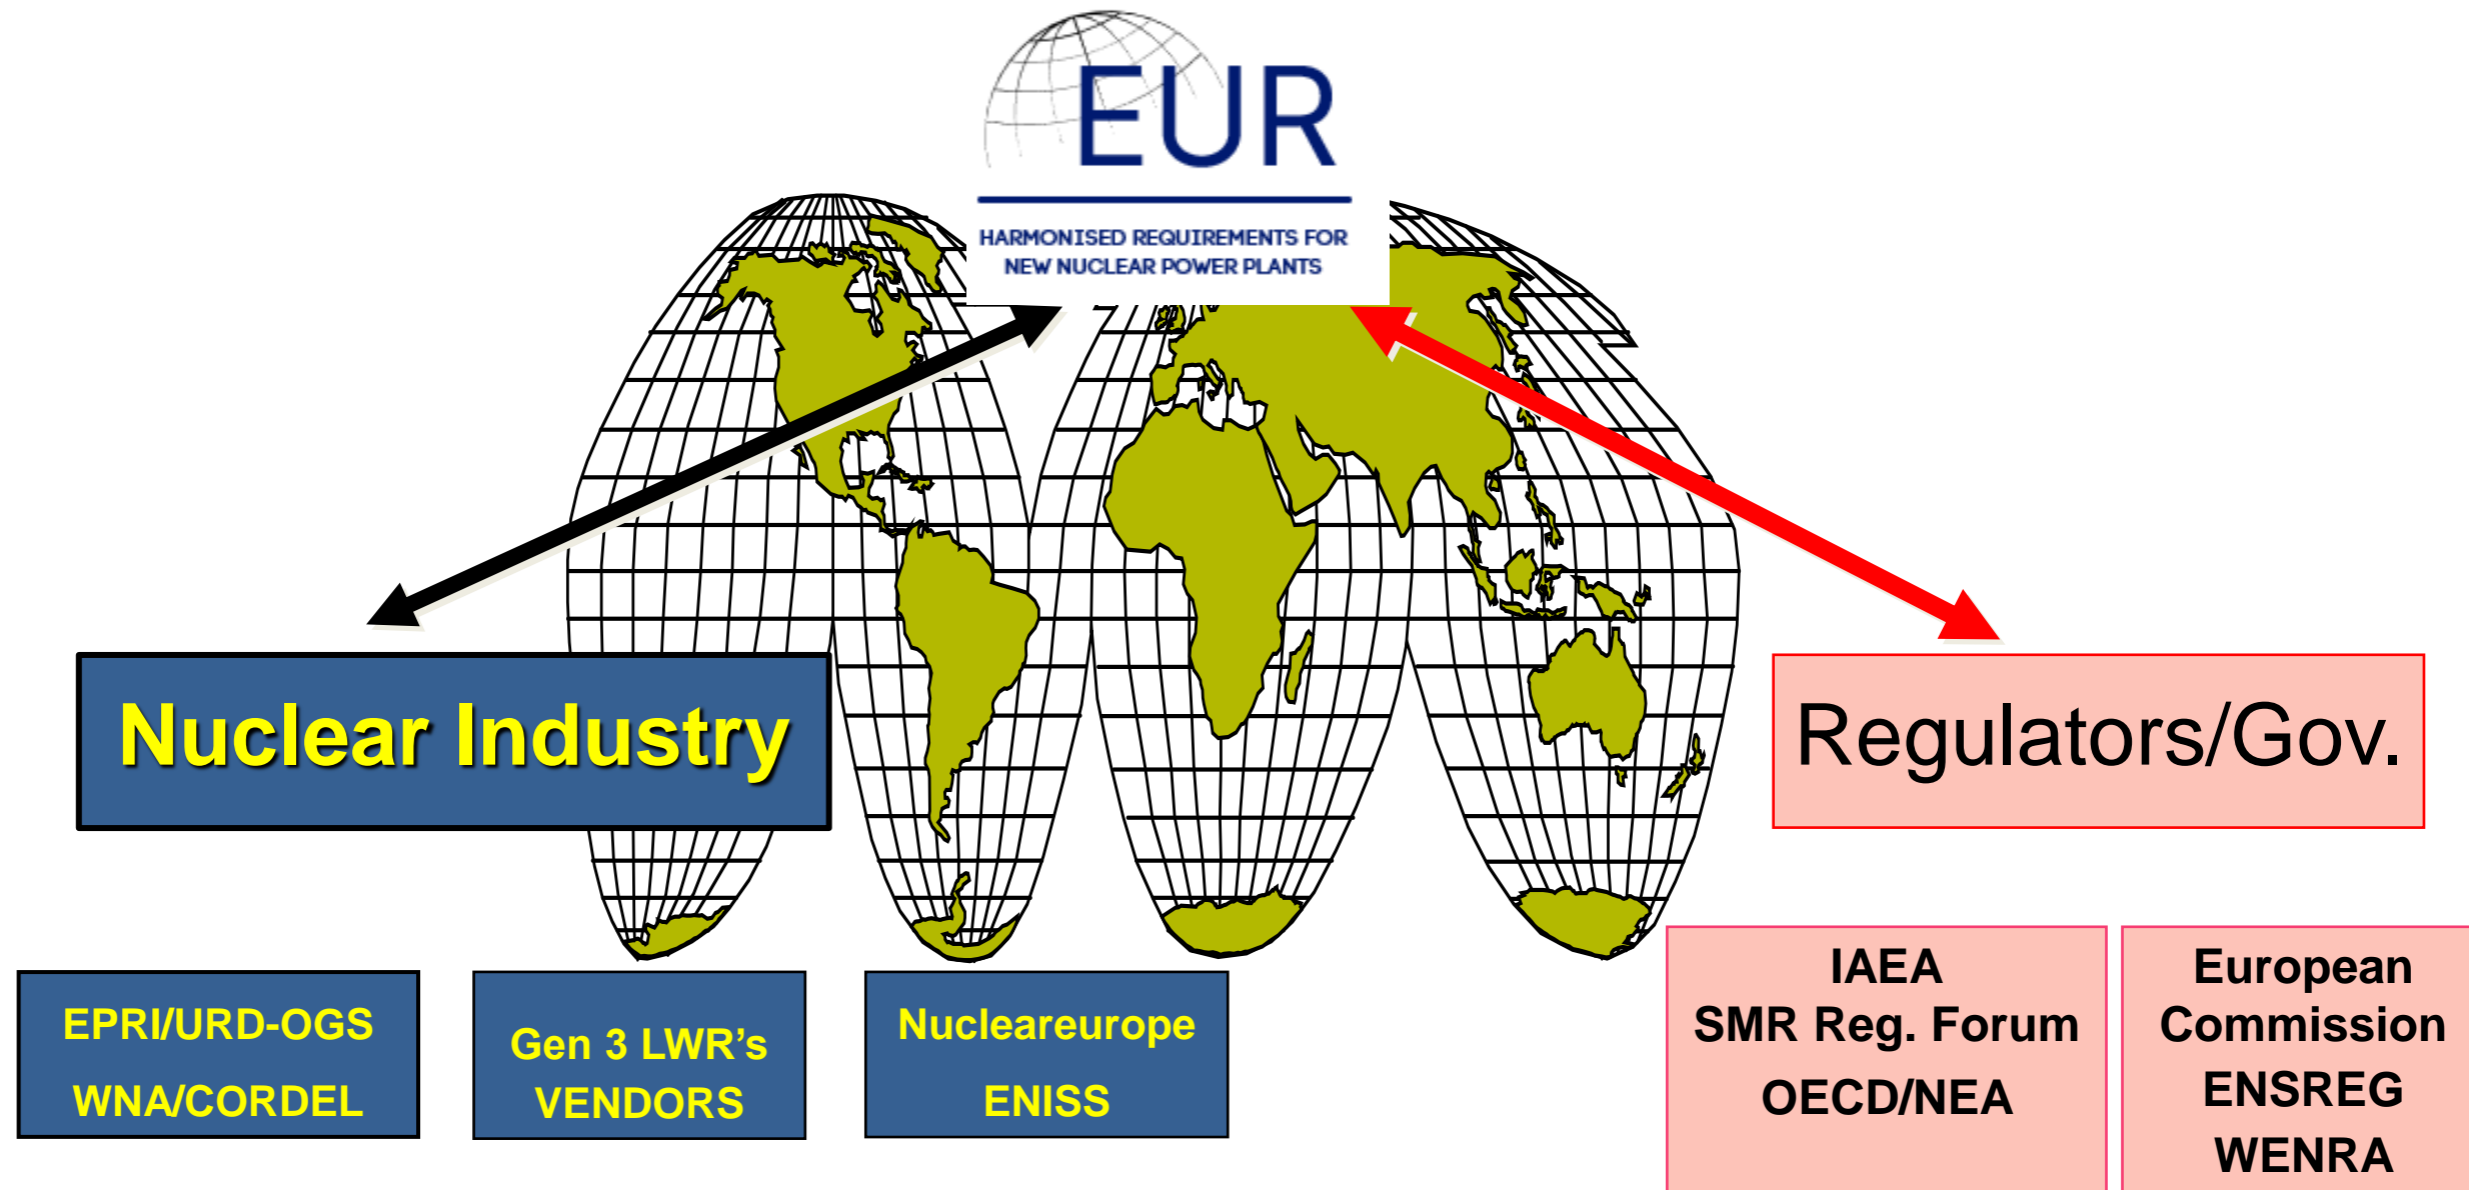 EUR
HARMONISED REQUIREMENTS FOR
NEW NUCLEAR POWER PLANTS
Nuclear Industry
Regulators/Gov.
EPRI/URD-OGS
WNA/CORDEL
Gen 3 LWR's
VENDORS
Nucleareurope
ENISS
IAEA
SMR Reg. Forum
OECD/NEA
European
Commission
ENSREG
WENRA